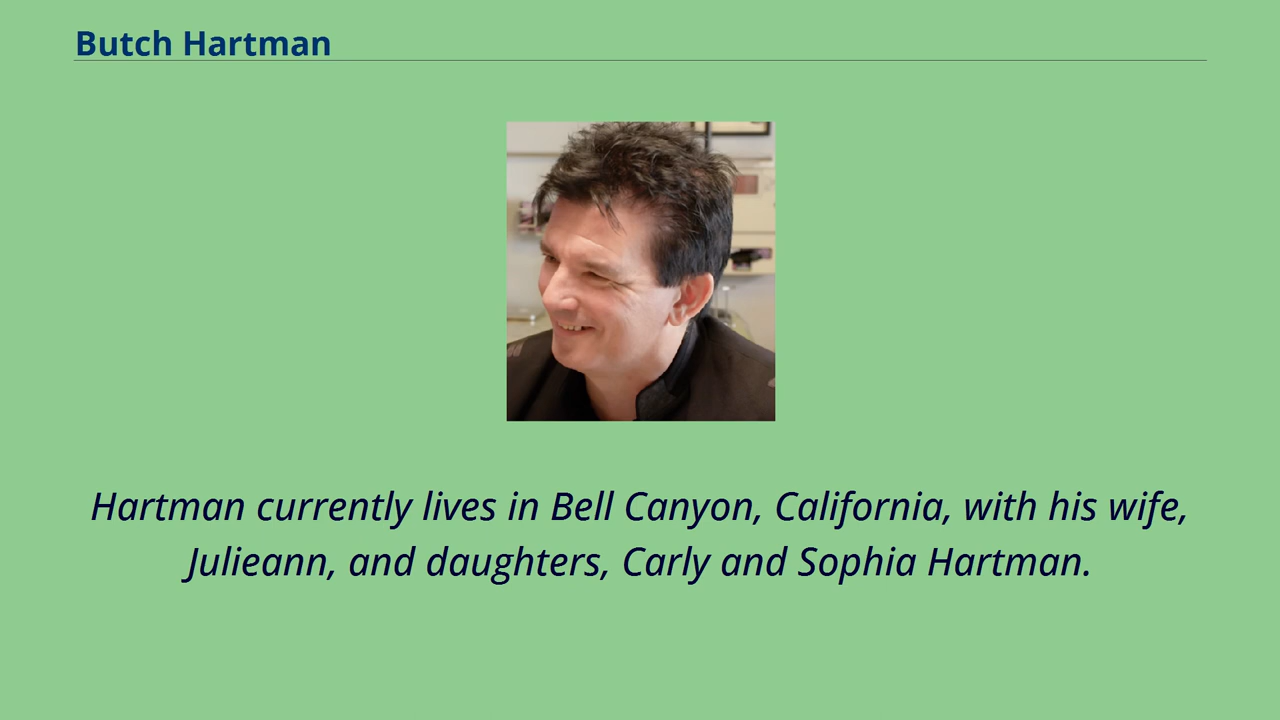 Butch Hartman
Hartman currently lives in Bell Canyon, California, with his wife,
Julieann, and daughters, Carly and Sophia Hartman.